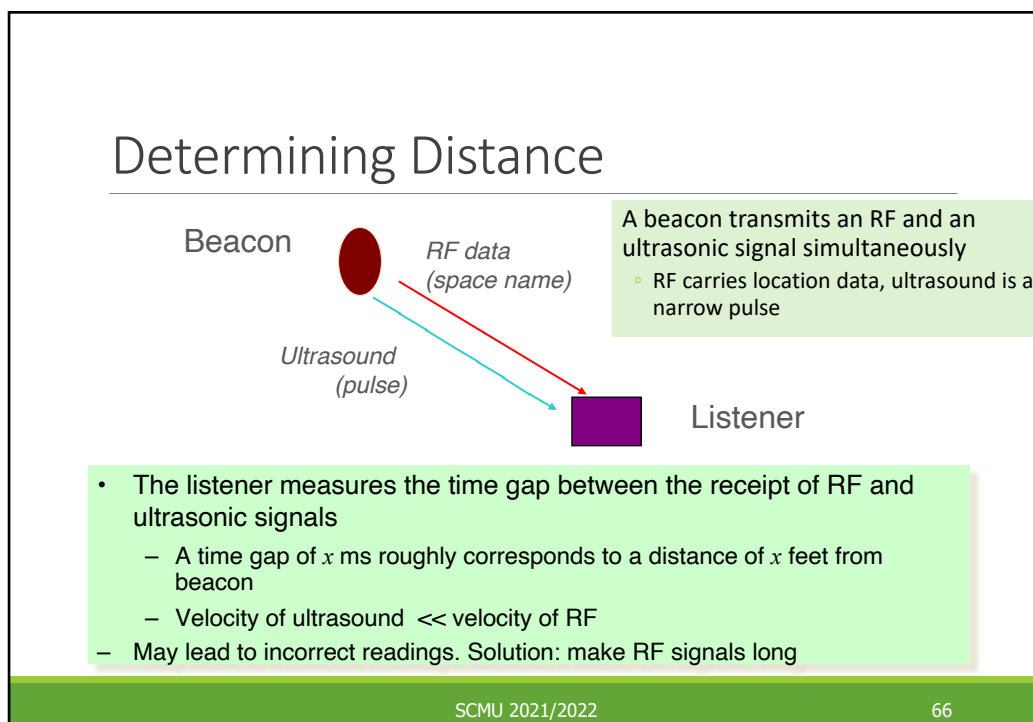 Determining Distance
Beacon
RF data
(space name)
A beacon transmits an RF and an
ultrasonic signal simultaneously
◦ RF carries location data, ultrasound is a
narrow pulse
Ultrasound
(pulse)
Listener
• The listener measures the time gap between the receipt of RF and
ultrasonic signals
– A time gap of x ms roughly corresponds to a distance of x feet from
beacon
– Velocity of ultrasound << velocity of RF
– May lead to incorrect readings. Solution: make RF signals long
SCMU 2021/2022
66